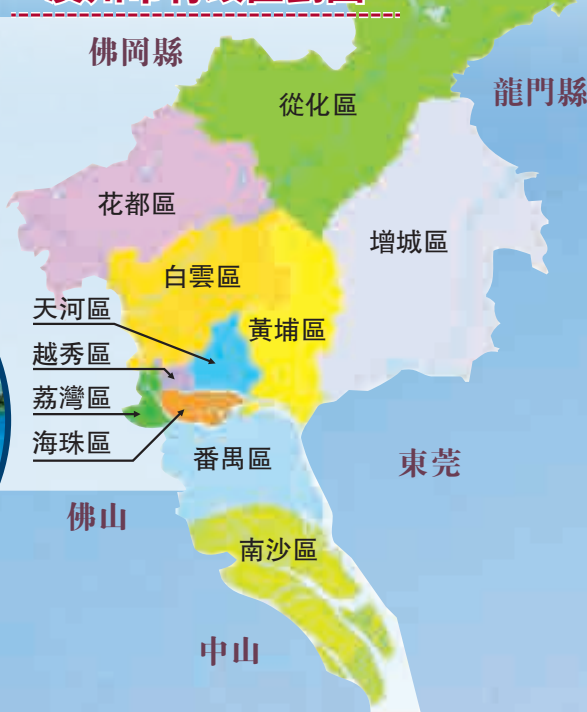 佛岡縣
龍門縣
從化區
花都區
增城區
白雲區
天河區
黃埔區
越秀區
荔灣區
海珠區
番禺區
東莞
佛山
南沙區
中山